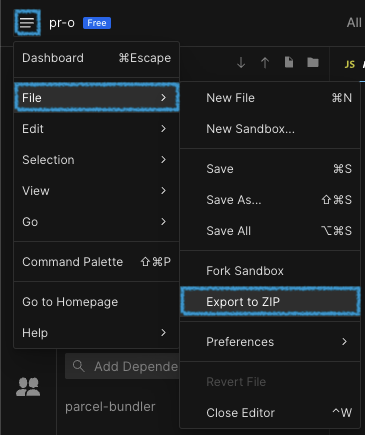 pr-o Free All
Dashboard ⌘Escape
File >
Edit >
Selection >
View >
Go >
Command Palette ⇧⌘P
Go to Homepage
Help >
New File ⌘N
New Sandbox...
Save ⌘S
Save As... ⇧⌘S
Save All ⌥⌘S
Fork Sandbox
Export to ZIP
Preferences >
Revert File
Close Editor ^W
JS
Add Depende
parcel-bundler